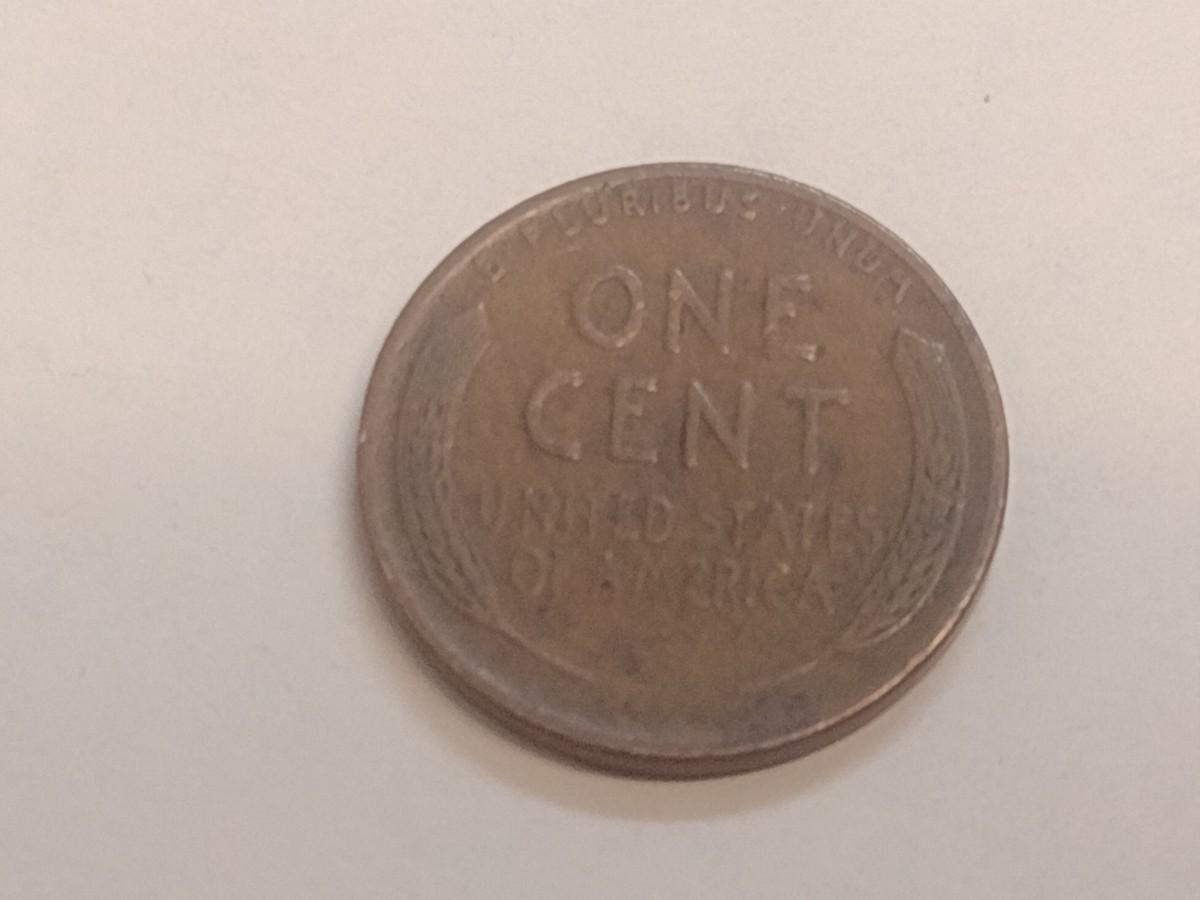 E · PLURIBUS · UNUM
ONE
CENT
UNITED STATES
OF AMERICA